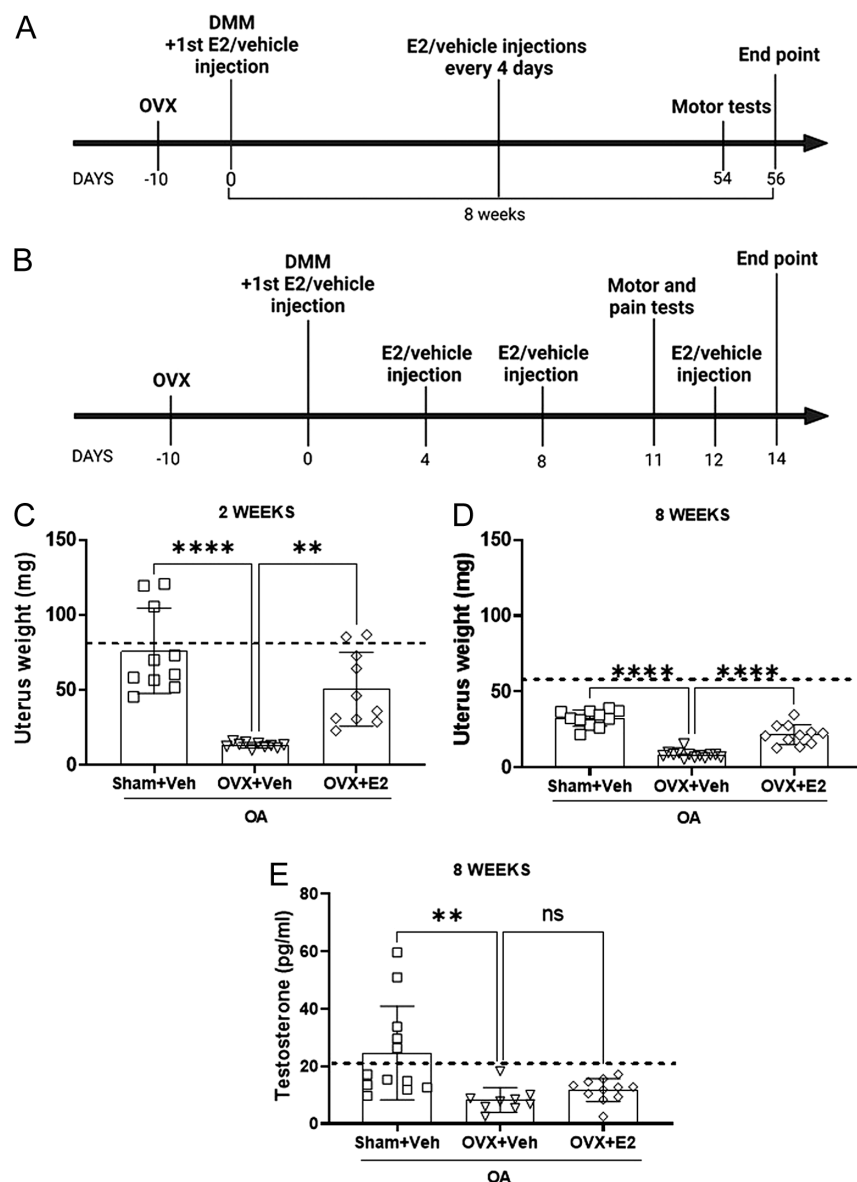 A
DMM
+1st E2/vehicle
injection
E2/vehicle injections
every 4 days
End point
OVX
Motor tests
DAYS
-10
0
54
56
8 weeks
B
DMM
+1st E2/vehicle
injection
End point
Motor and
pain tests
E2/vehicle
injection
E2/vehicle
injection
E2/vehicle
injection
OVX
DAYS
-10
0
4
8
11
12
14
C
2 WEEKS
Uterus weight (mg)
150
100
50
0
****
**
Sham+Veh
OVX+Veh
OVX+E2
OA
D
8 WEEKS
Uterus weight (mg)
150
100
50
0
****
****
Sham+Veh
OVX+Veh
OVX+E2
OA
E
8 WEEKS
Testosterone (pg/ml)
80
60
40
20
0
**
ns
Sham+Veh
OVX+Veh
OVX+E2
OA